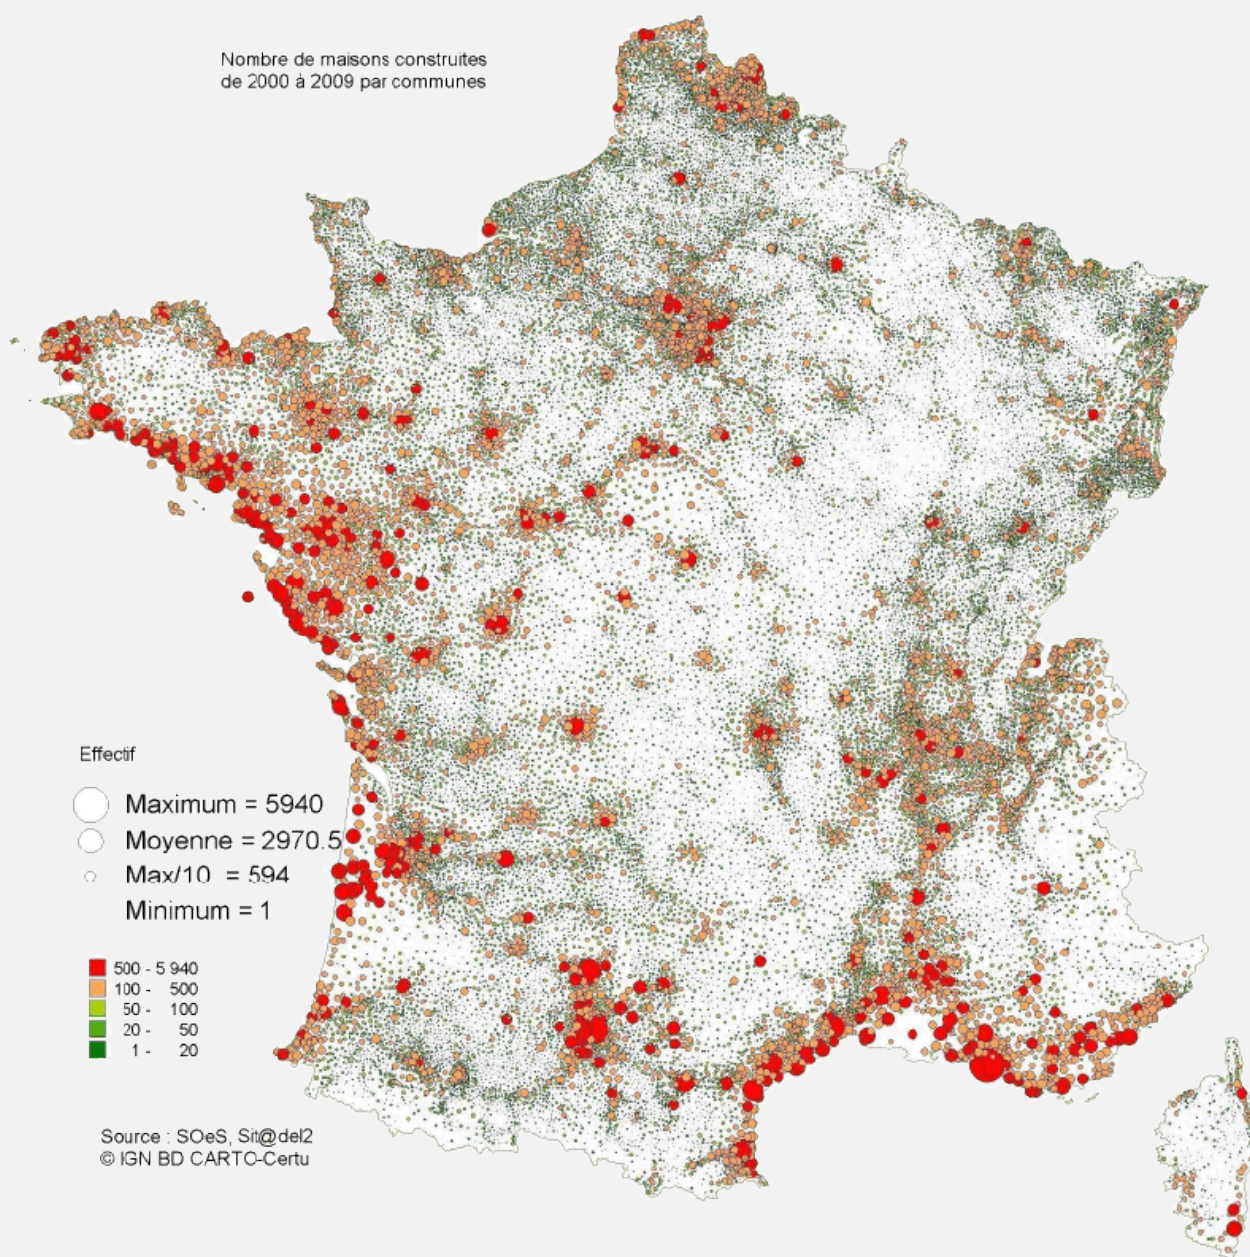 Nombre de maisons construites
de 2000 à 2009 par communes
Effectif
Maximum = 5940
Moyenne = 2970.5
Max/10 = 594
Minimum = 1
500 - 5 940
100 - 500
50 - 100
20 - 50
1 - 20
Source : SOeS, Sit@del2
© IGN BD CARTO-Certu